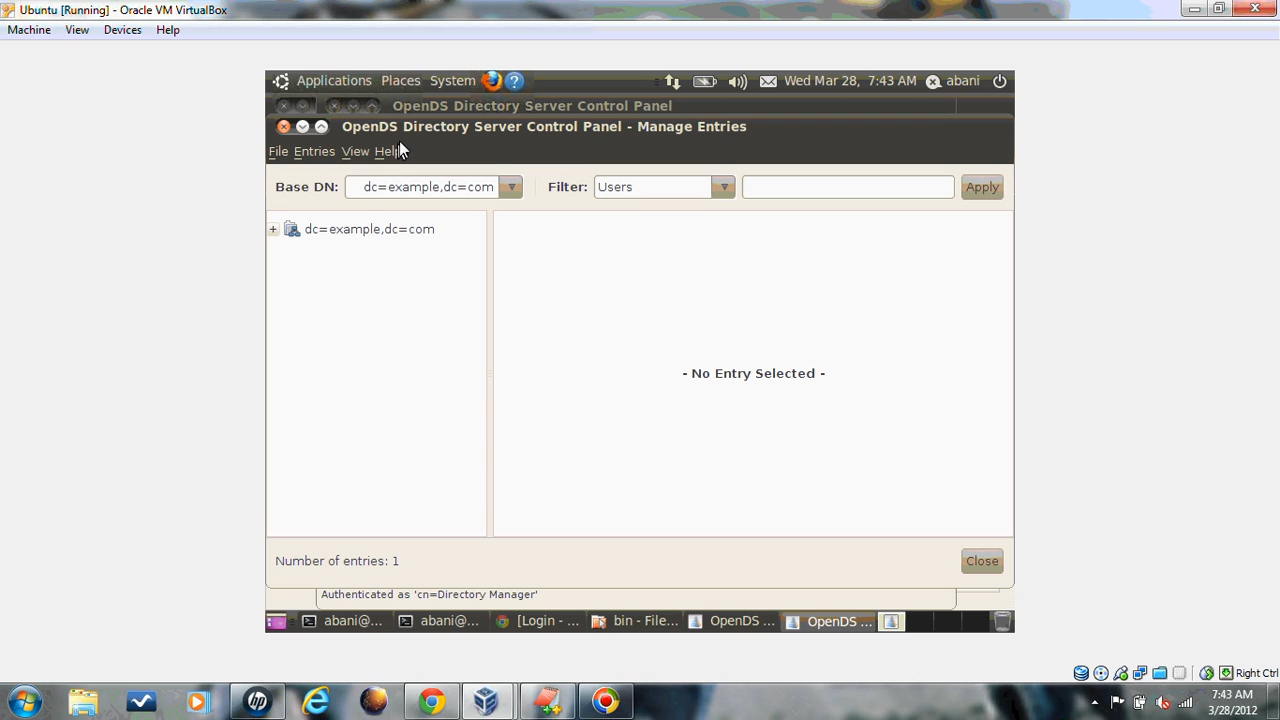 Ubuntu [Running] - Oracle VM VirtualBox
Machine View Devices Help
Applications Places System Wed Mar 28, 7:43 AM abani
OpenDS Directory Server Control Panel
OpenDS Directory Server Control Panel - Manage Entries
File Entries View Help
Base DN: dc=example,dc=com Filter: Users Apply
dc=example,dc=com
- No Entry Selected -
Number of entries: 1 Close
Authenticated as 'cn=Directory Manager'
abani@... abani@... [Login - ... bin - File... OpenDS ... OpenDS ...
Right Ctrl
7:43 AM
3/28/2012